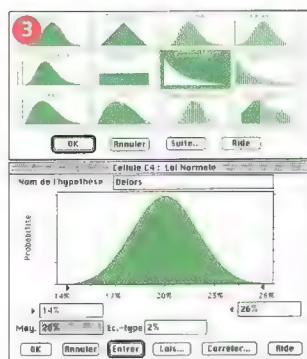 3
OK Annuler Suite... Aide
Cellule C4 : Loi Normale
Nom de l'hypothèse Delors
Probabilité
14% 17% 20% 23% 26%
14% 26%
Moy. 20% Ec.-type 2%
OK Annuler Entrer Lois... Corréler... Aide